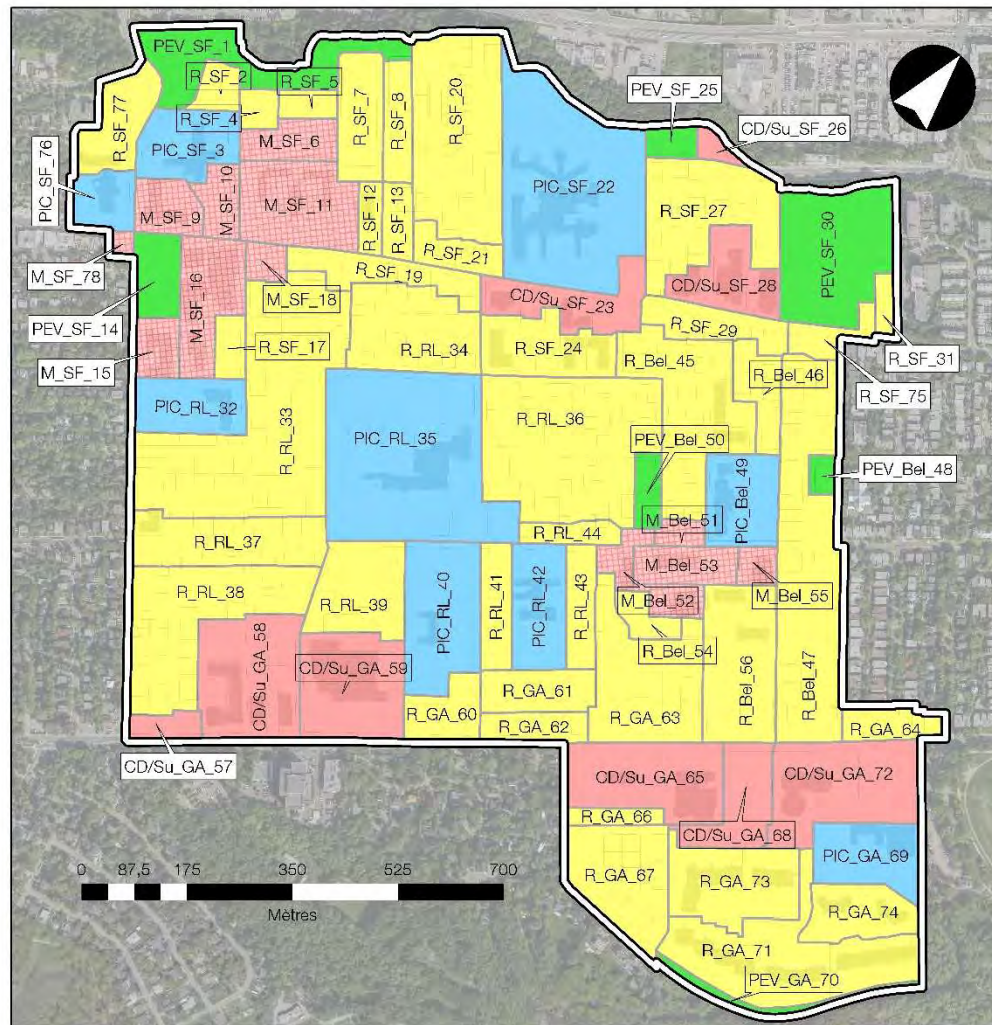 PEV_SF_1
R_SF_2
R_SF_5
R_SF_77
R_SF_4
R_SF_7
R_SF_8
R_SF_20
PEV_SF_25
CD/Su_SF_26
PIC_SF_76
PIC_SF_3
M_SF_6
M_SF_10
M_SF_9
M_SF_11
R_SF_12
R_SF_13
PIC_SF_22
R_SF_27
PEV_SF_30
M_SF_78
M_SF_16
M_SF_18
R_SF_19
R_SF_21
CD/Su_SF_23
CD/Su_SF_28
PEV_SF_14
R_SF_17
M_SF_15
R_RL_34
R_SF_24
R_SF_29
R_Bel_45
R_Bel_46
R_SF_31
R_SF_75
PIC_RL_32
R_RL_33
PIC_RL_35
R_RL_36
PEV_Bel_50
PIC_Bel_49
PEV_Bel_48
M_Bel_51
R_RL_37
R_RL_44
M_Bel_53
R_RL_38
R_RL_39
PIC_RL_40
R_RL_41
PIC_RL_42
R_RL_43
M_Bel_52
M_Bel_55
R_Bel_54
CD/Su_GA_58
CD/Su_GA_59
R_GA_61
R_Bel_56
R_Bel_47
R_GA_60
R_GA_62
R_GA_63
R_GA_64
CD/Su_GA_57
CD/Su_GA_65
CD/Su_GA_72
R_GA_66
CD/Su_GA_68
PIC_GA_69
R_GA_67
R_GA_73
R_GA_74
R_GA_71
PEV_GA_70
0 87,5 175 350 525 700
Mètres